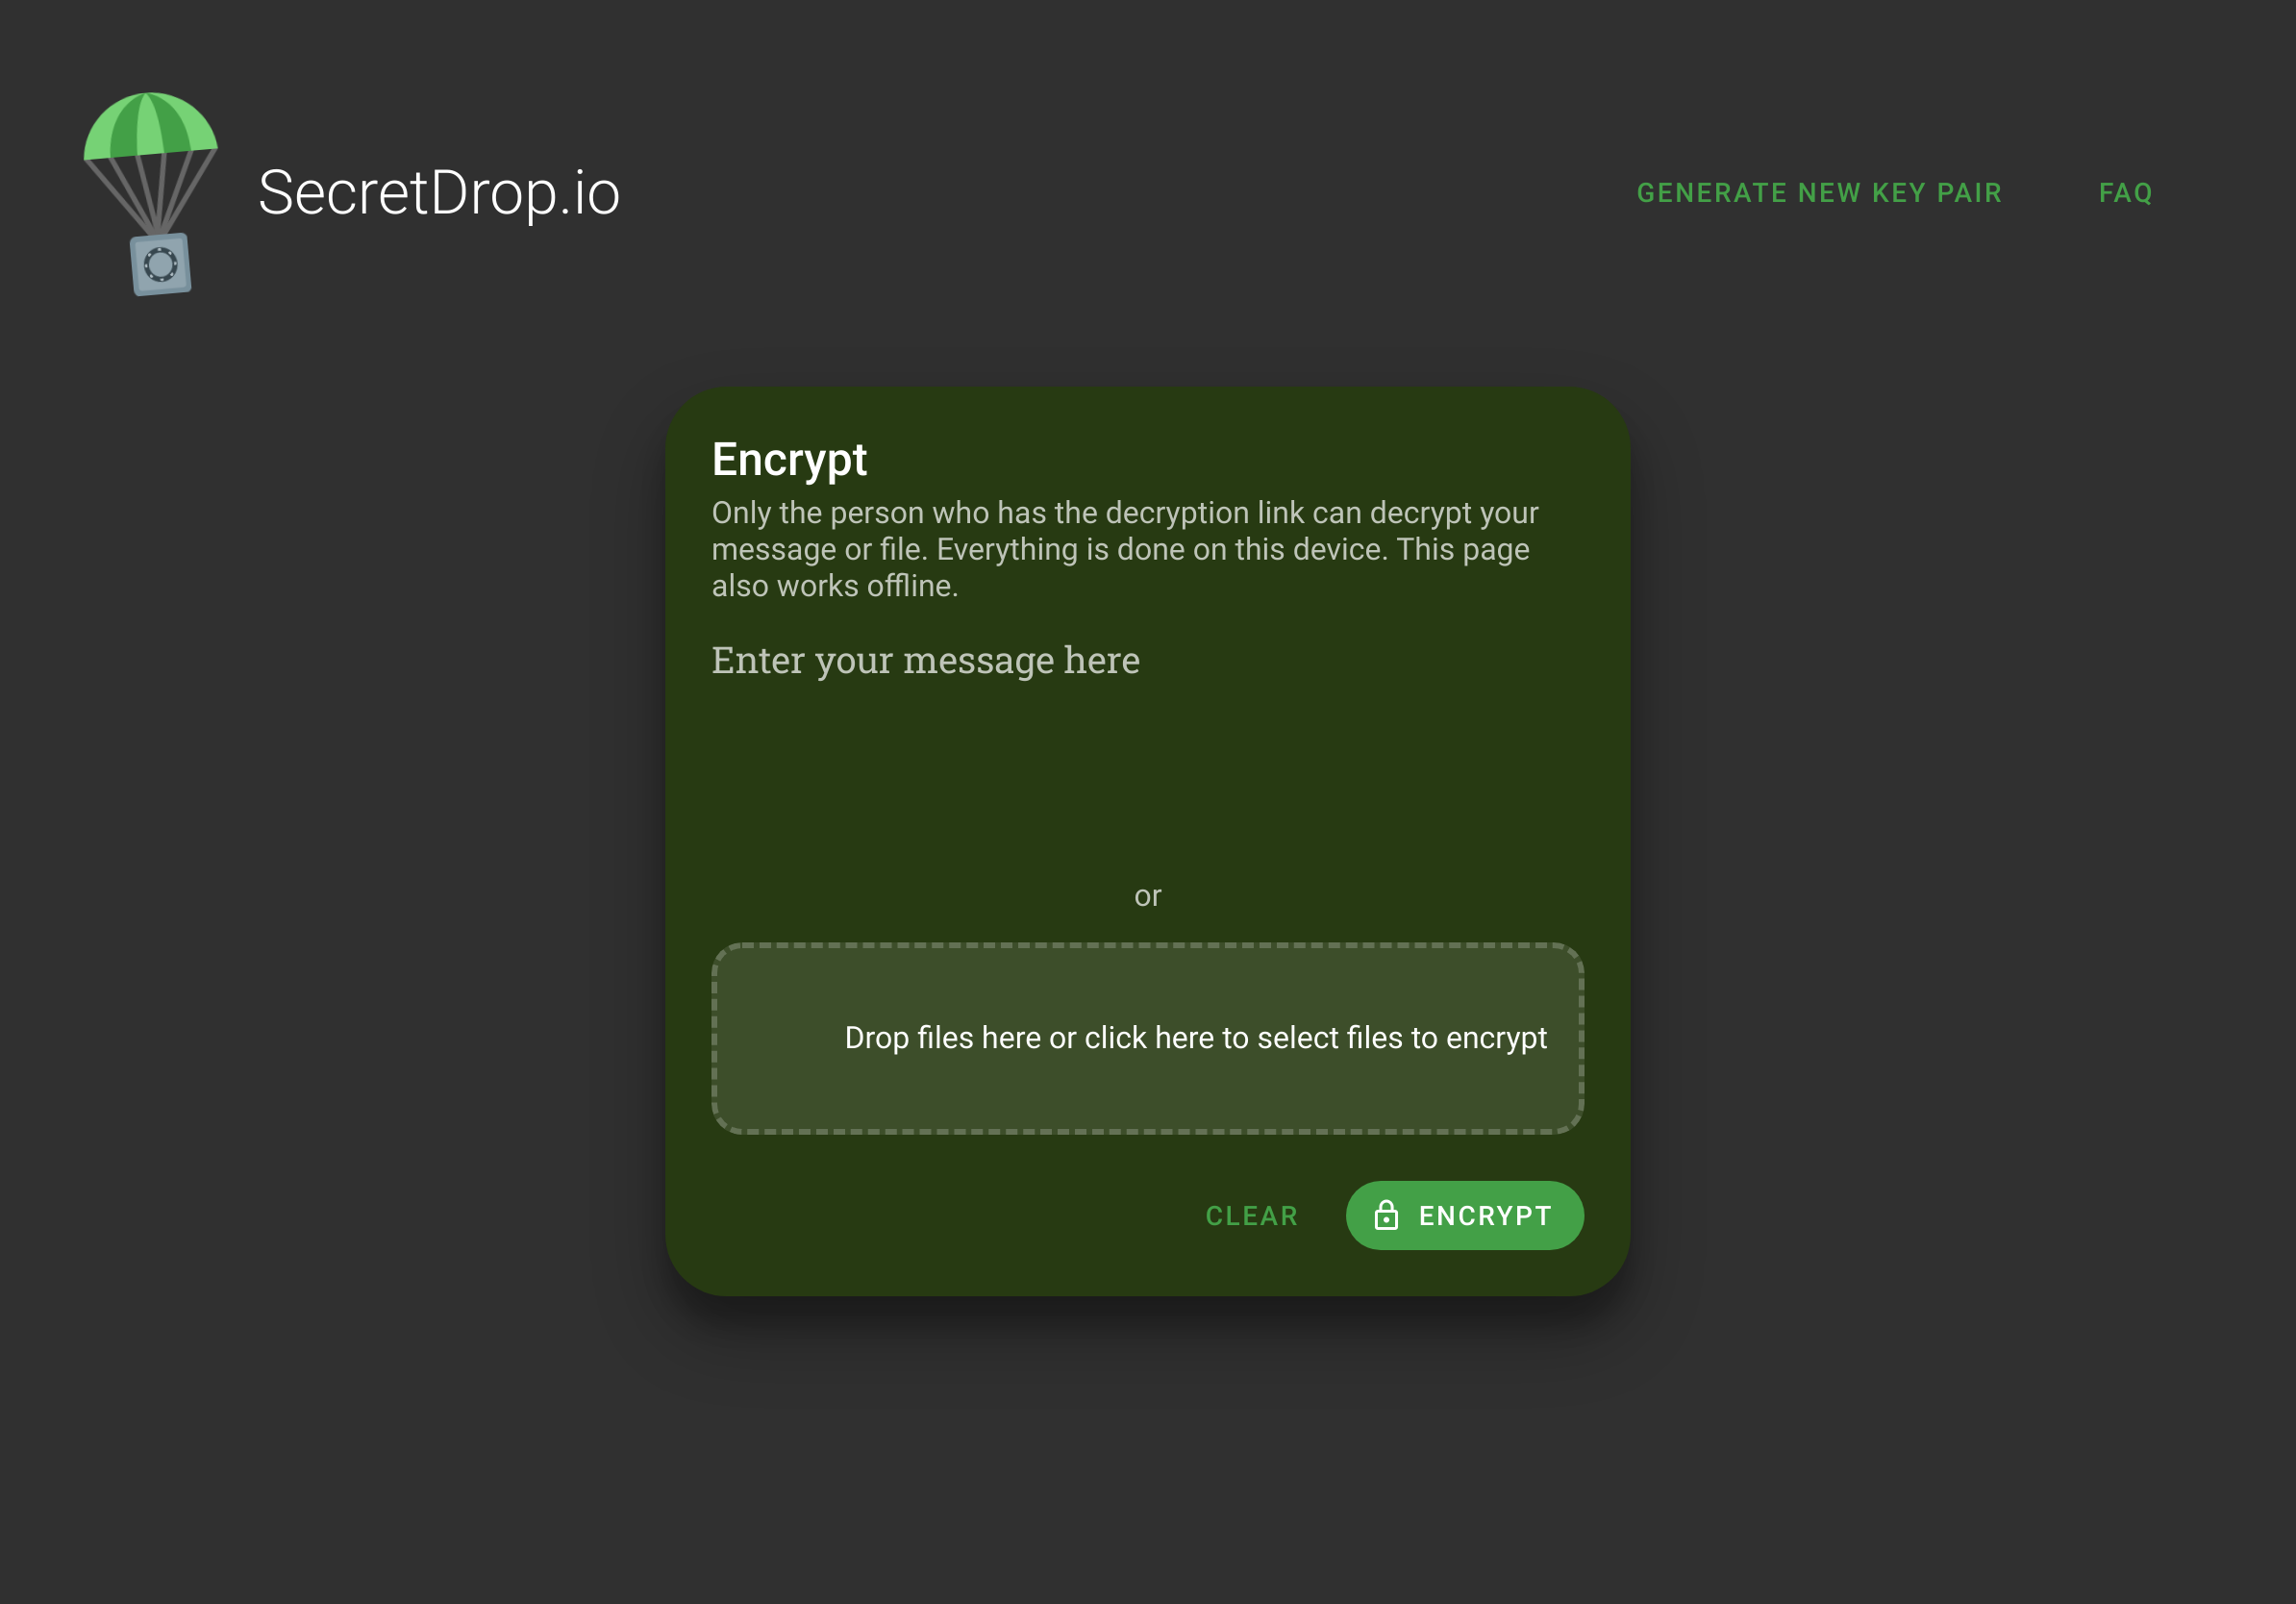 SecretDrop.io
GENERATE NEW KEY PAIR
FAQ
Encrypt
Only the person who has the decryption link can decrypt your
message or file. Everything is done on this device. This page
also works offline.
Enter your message here
or
Drop files here or click here to select files to encrypt
CLEAR
ENCRYPT